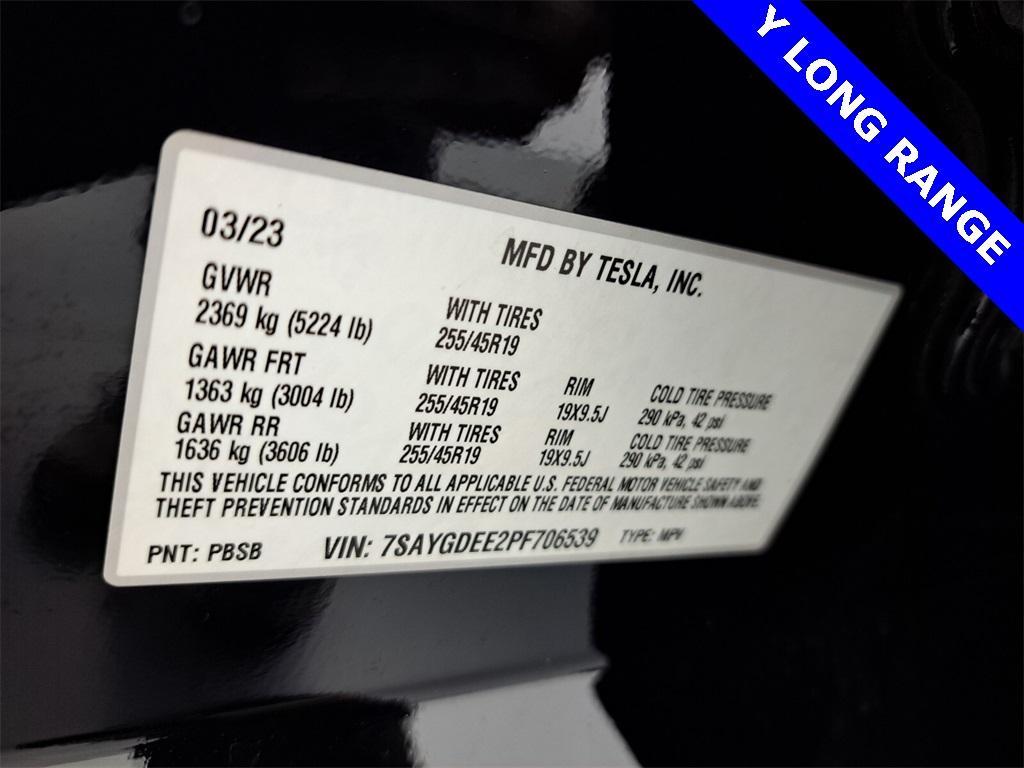 Y LONG RANGE
03/23
MFD BY TESLA, INC.
GVWR
2369 kg (5224 lb)
WITH TIRES
255/45R19
GAWR FRT
1363 kg (3004 lb)
WITH TIRES
255/45R19
RIM
19X9.5J
COLD TIRE PRESSURE
290 kPa, 42 psi
GAWR RR
1636 kg (3606 lb)
WITH TIRES
255/45R19
RIM
19X9.5J
COLD TIRE PRESSURE
290 kPa, 42 psi
THIS VEHICLE CONFORMS TO ALL APPLICABLE U.S. FEDERAL MOTOR VEHICLE SAFETY AND
THEFT PREVENTION STANDARDS IN EFFECT ON THE DATE OF MANUFACTURE SHOWN ABOVE.
PNT: PBSB VIN: 7SAYGDEE2PF706539 TYPE: MPV